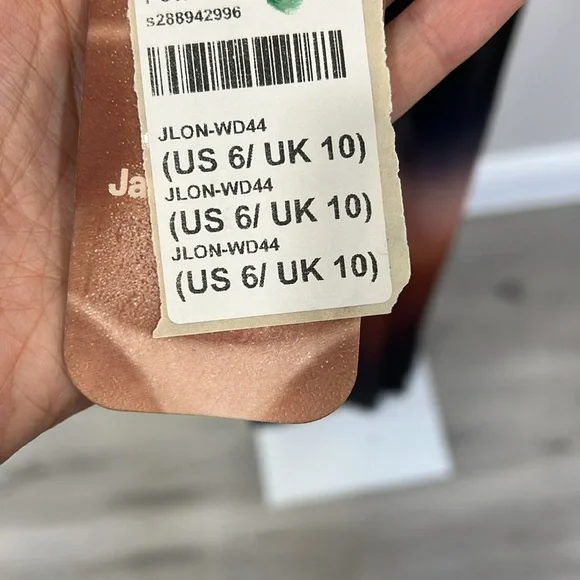 s288942996
JLON-WD44
(US 6/ UK 10)
JLON-WD44
(US 6/ UK 10)
JLON-WD44
(US 6/ UK 10)
Ja